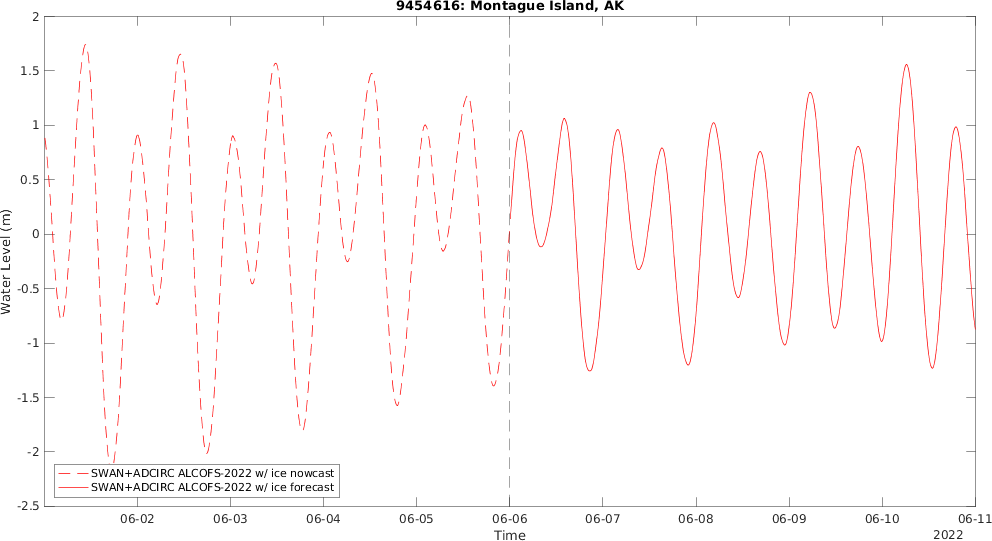 9454616: Montague Island, AK
Water Level (m)
2
1.5
1
0.5
0
-0.5
-1
-1.5
-2
-2.5
SWAN+ADCIRC ALCOFS-2022 w/ ice nowcast
SWAN+ADCIRC ALCOFS-2022 w/ ice forecast
06-02 06-03 06-04 06-05 06-06 06-07 06-08 06-09 06-10 06-11
Time
2022